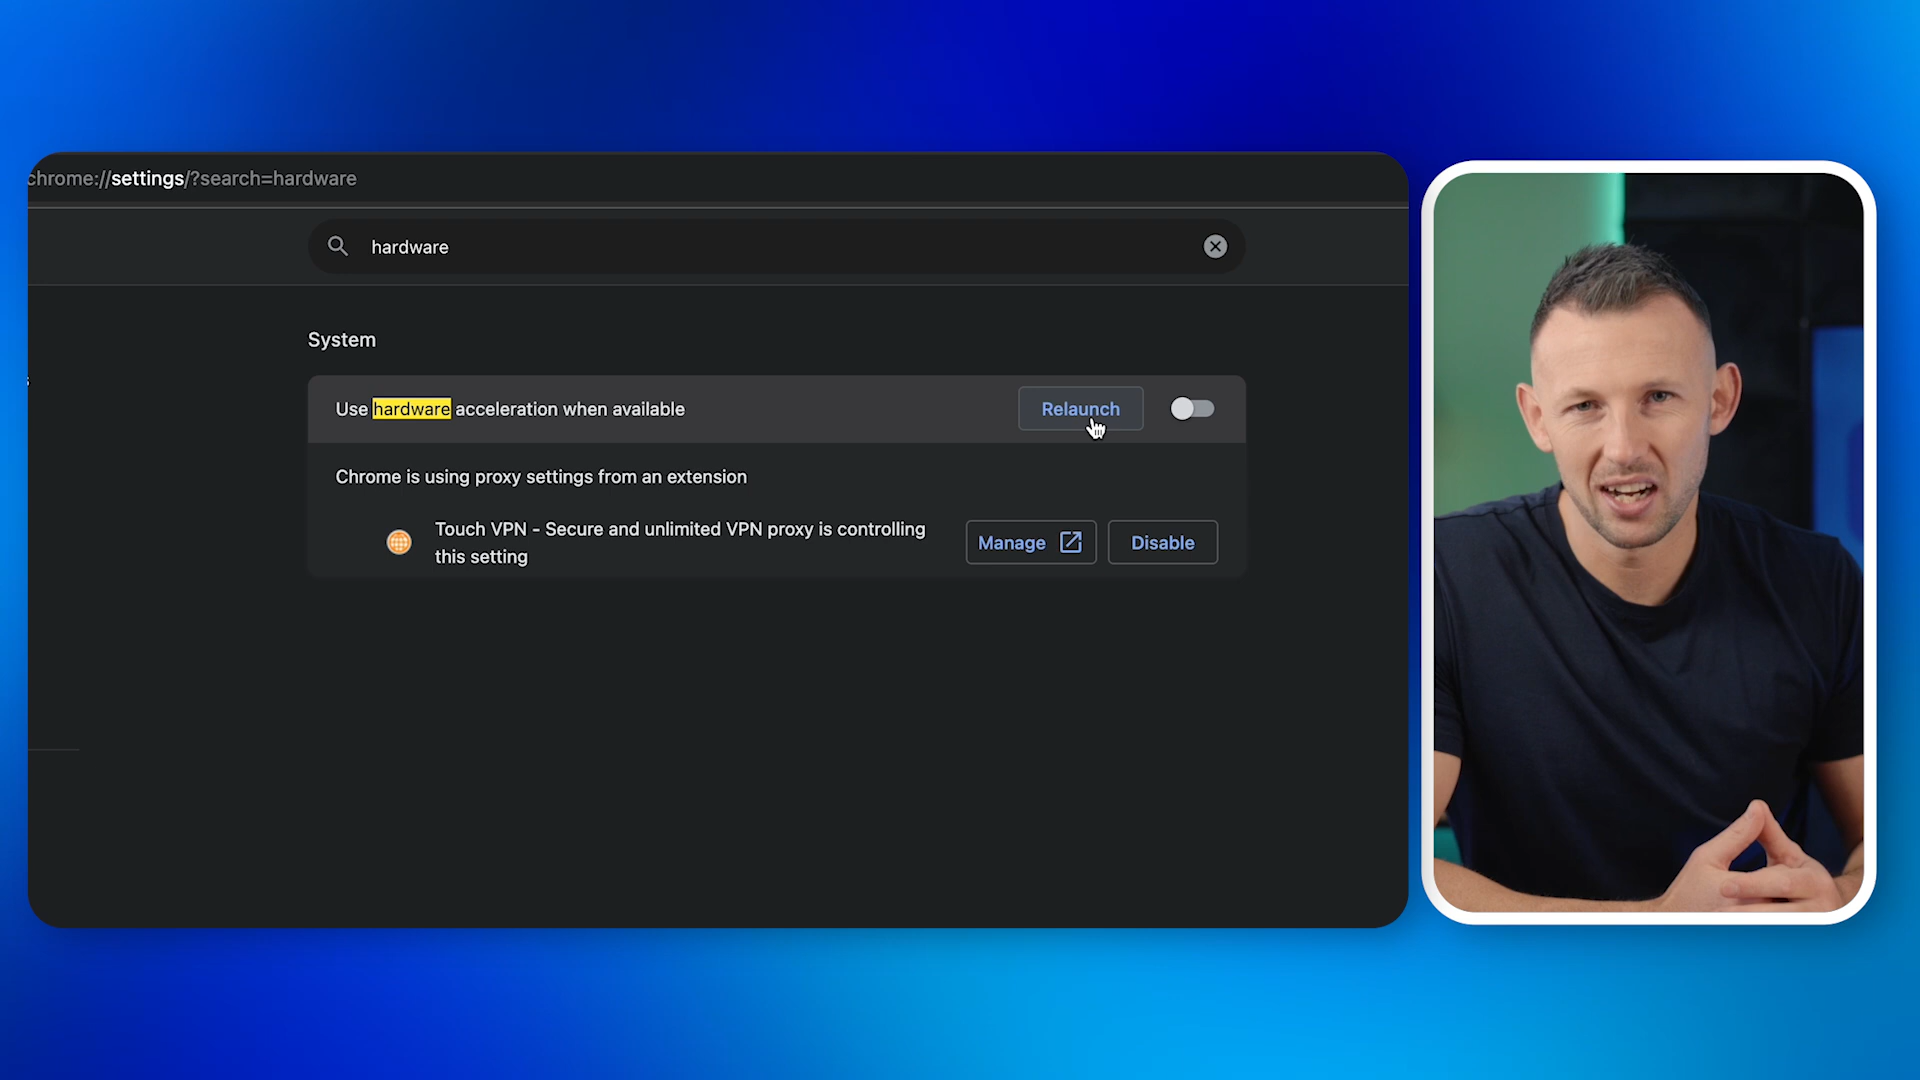 chrome://settings/?search=hardware
hardware
System
Use hardware acceleration when available
Relaunch
Chrome is using proxy settings from an extension
Touch VPN - Secure and unlimited VPN proxy is controlling
this setting
Manage
Disable